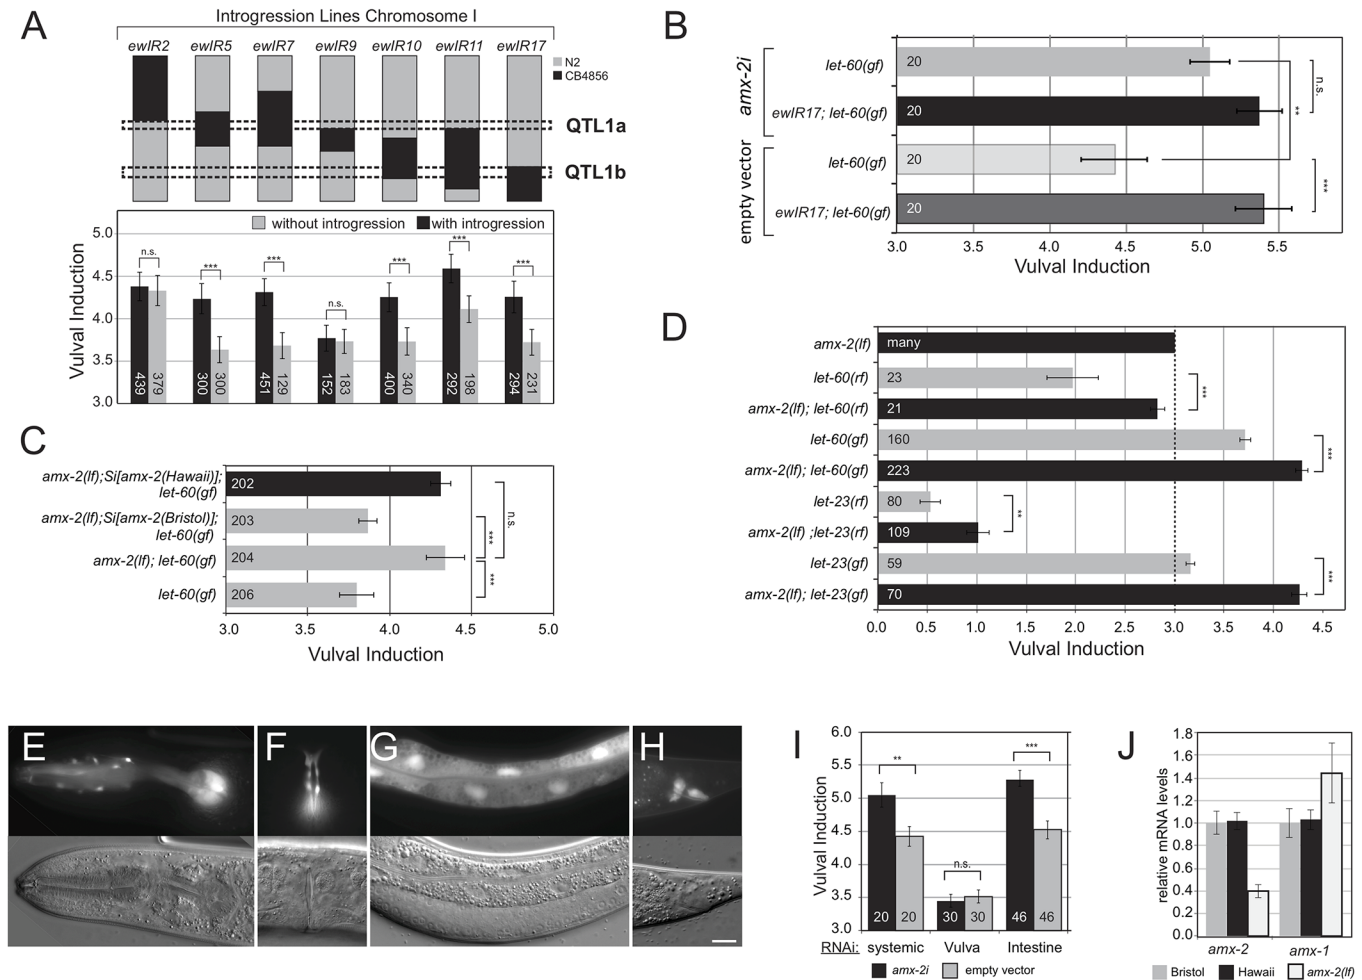 A
Introgression Lines Chromosome I
ewIR2 ewIR5 ewIR7 ewIR9 ewIR10 ewIR11 ewIR17
N2
CB4856
QTL1a
QTL1b
without introgression with introgression
Vulval Induction
5.0
4.5
4.0
3.5
3.0
n.s. *** *** n.s. *** *** ***
439 379 300 300 451 129 152 183 400 340 292 198 294 231
B
amx-2i
empty vector
let-60(gf) 20
ewIR17; let-60(gf) 20
let-60(gf) 20
ewIR17; let-60(gf) 20
n.s.
**
***
3.0 3.5 4.0 4.5 5.0 5.5
Vulval Induction
C
amx-2(lf);Si[amx-2(Hawaii)];
let-60(gf) 202
amx-2(lf);Si[amx-2(Bristol)];
let-60(gf) 203
amx-2(lf); let-60(gf) 204
let-60(gf) 206
n.s.
***
***
3.0 3.5 4.0 4.5 5.0
Vulval Induction
D
amx-2(lf) many
let-60(rf) 23
amx-2(lf); let-60(rf) 21
let-60(gf) 160
amx-2(lf); let-60(gf) 223
let-23(rf) 80
amx-2(lf) ;let-23(rf) 109
let-23(gf) 59
amx-2(lf); let-23(gf) 70
***
***
**
***
0.0 0.5 1.0 1.5 2.0 2.5 3.0 3.5 4.0 4.5
Vulval Induction
E
F
G
H
I
Vulval Induction
6.0
5.5
5.0
4.5
4.0
3.5
3.0
** n.s. ***
20 20 30 30 46 46
RNAi: systemic Vulva Intestine
amx-2i empty vector
J
relative mRNA levels
1.8
1.6
1.4
1.2
1.0
0.8
0.6
0.4
0.2
0.0
amx-2 amx-1
Bristol Hawaii amx-2(lf)